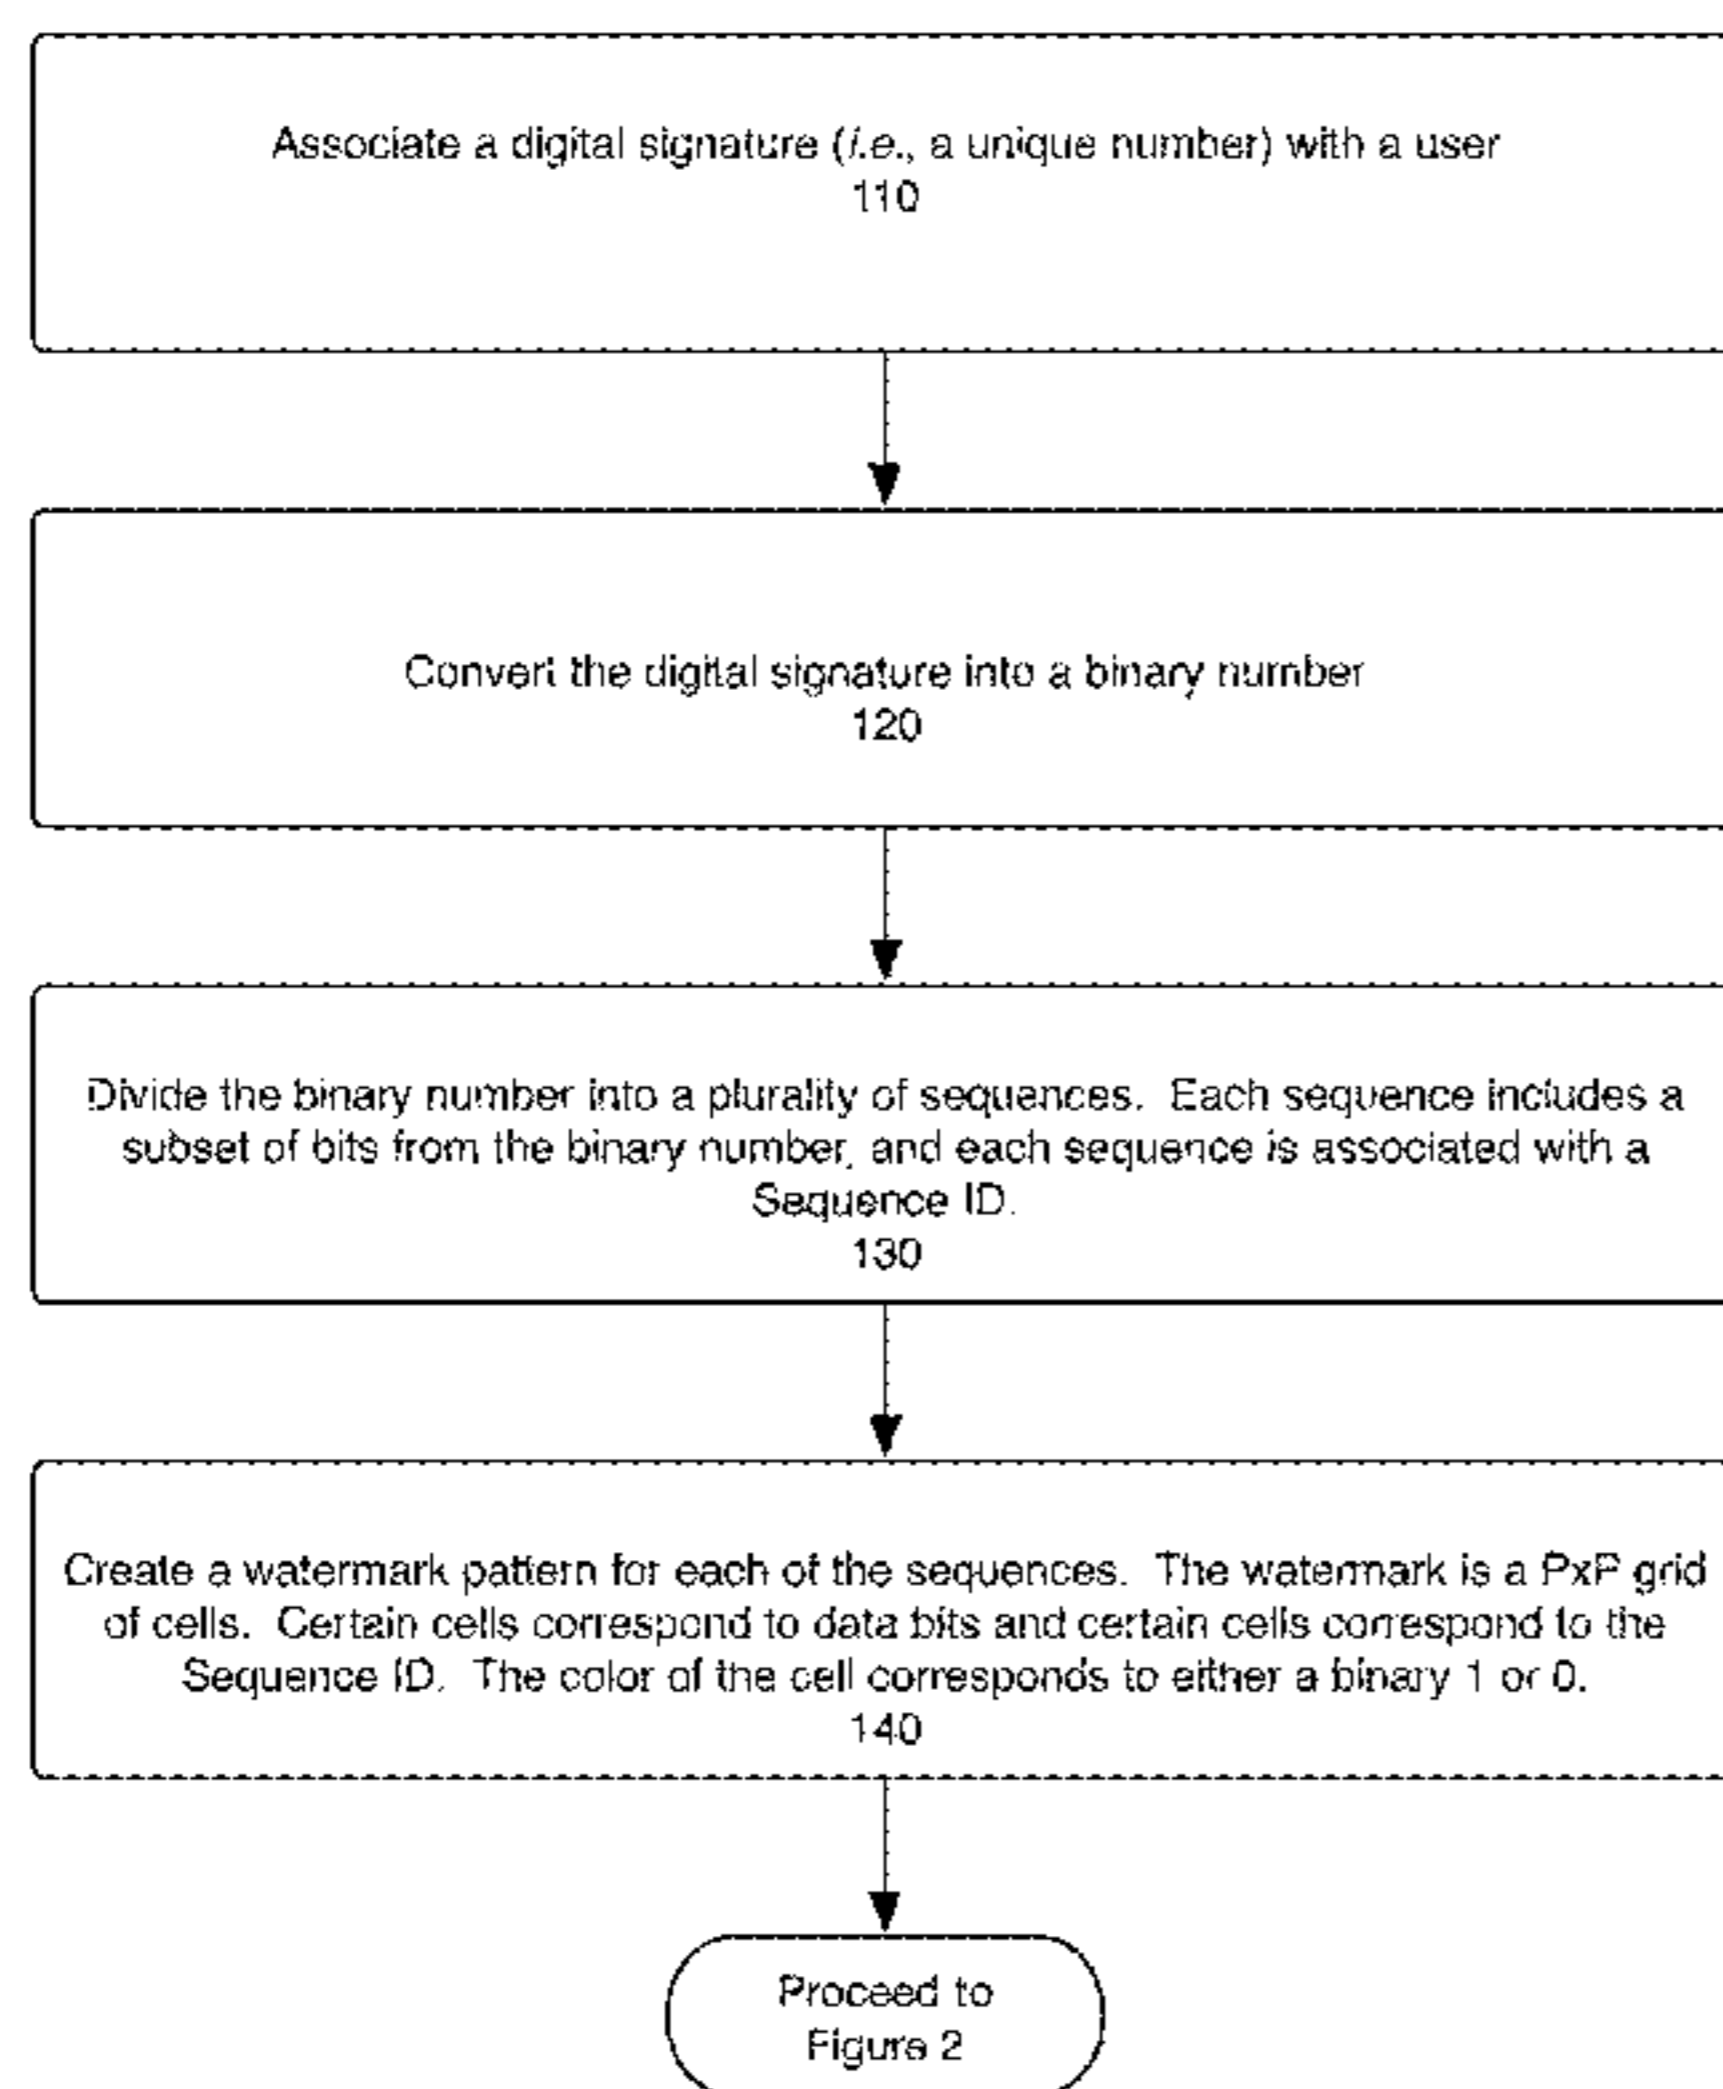 Associate a digital signature (i.e., a unique number) with a user
110
Convert the digital signature into a binary number
120
Divide the binary number into a plurality of sequences.  Each sequence includes a
subset of bits from the binary number, and each sequence is associated with a
Sequence ID.
130
Create a watermark pattern for each of the sequences.  The watermark is a PxP grid
of cells.  Certain cells correspond to data bits and certain cells correspond to the
Sequence ID.  The color of the cell corresponds to either a binary 1 or 0.
140
Proceed to
Figure 2